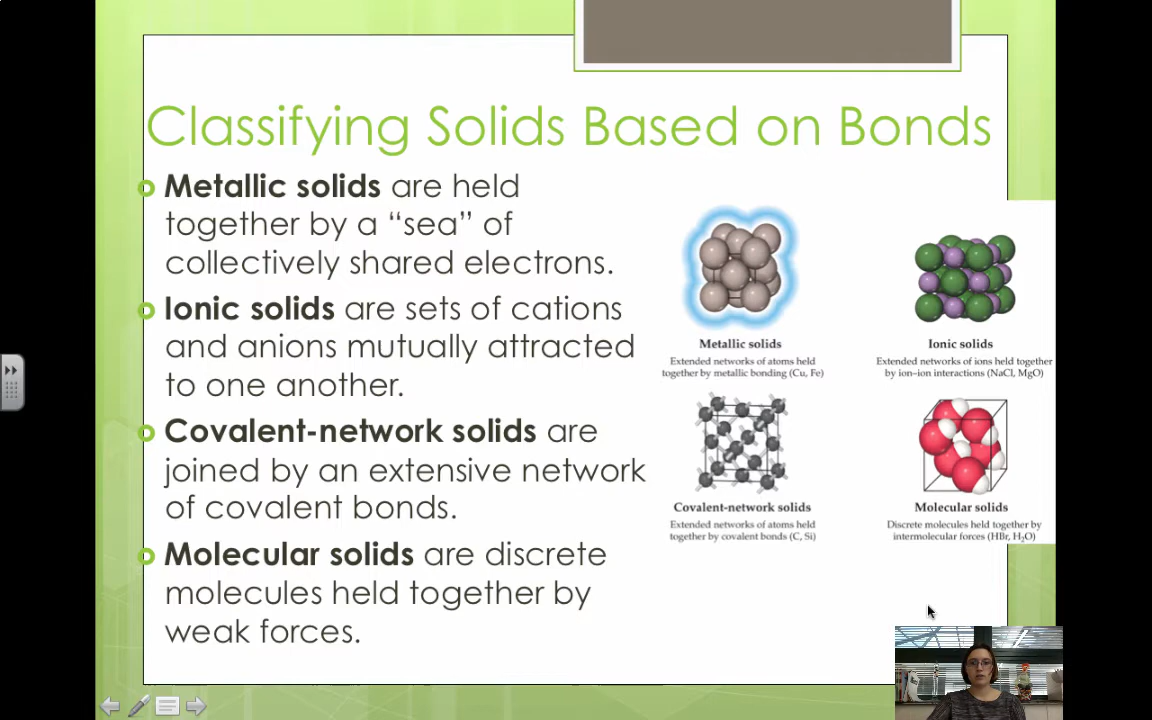 Classifying Solids Based on Bonds
Metallic solids are held
together by a “sea” of
collectively shared electrons.
Ionic solids are sets of cations
and anions mutually attracted
to one another.
Covalent-network solids are
joined by an extensive network
of covalent bonds.
Molecular solids are discrete
molecules held together by
weak forces.
Metallic solids
Extended networks of atoms held
together by metallic bonding (Cu, Fe)
Ionic solids
Extended networks of ions held together
by ion–ion interactions (NaCl, MgO)
Covalent-network solids
Extended networks of atoms held
together by covalent bonds (C, Si)
Molecular solids
Discrete molecules held together by
intermolecular forces (HBr, H₂O)